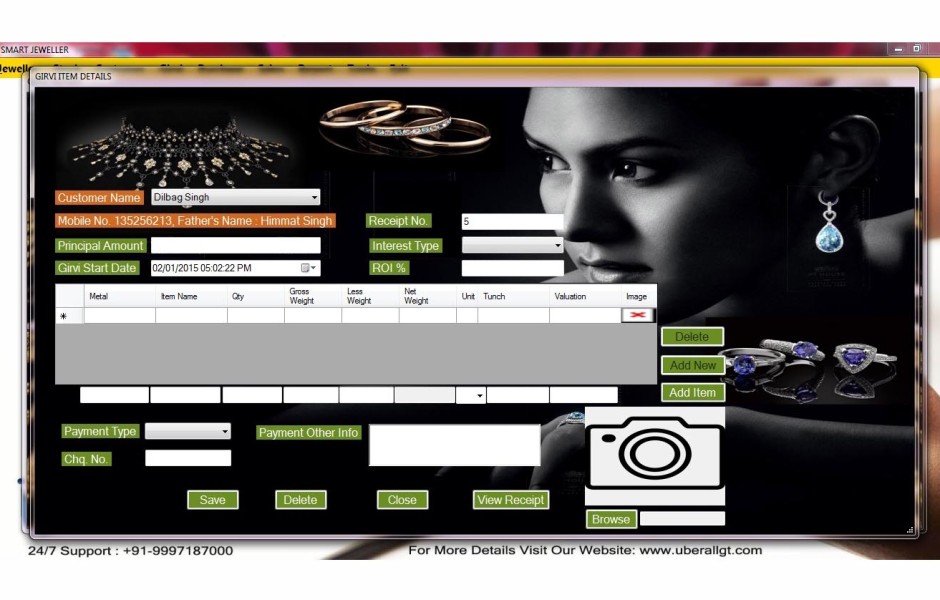 SMART JEWELLER
GIRVI ITEM DETAILS
Customer Name Dilbag Singh
Mobile No. 135256213, Father's Name : Himmat Singh Receipt No. 5
Principal Amount Interest Type
Girvi Start Date 02/01/2015 05:02:22 PM ROI %
Metal Item Name Qty Gross Weight Less Weight Net Weight Unit Tunch Valuation Image
Delete
Add New
Add Item
Payment Type Payment Other Info
Chq. No.
Save Delete Close View Receipt
Browse
24/7 Support : +91-9997187000 For More Details Visit Our Website: www.uberallgt.com